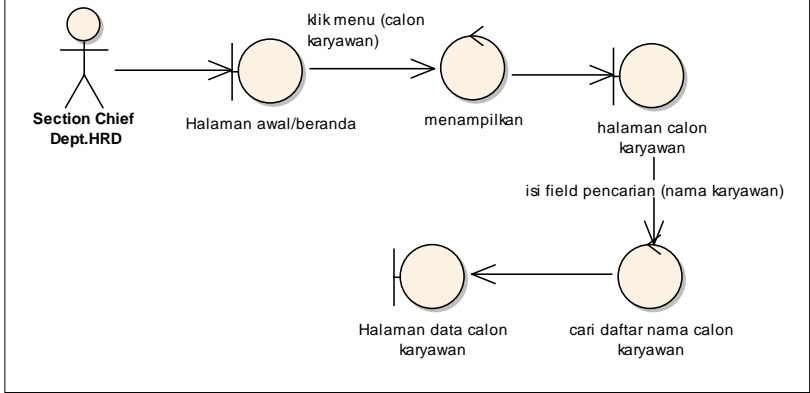 klik menu (calon
karyawan)
Section Chief
Dept.HRD
Halaman awal/beranda
menampilkan
halaman calon
karyawan
isi field pencarian (nama karyawan)
Halaman data calon
karyawan
cari daftar nama calon
karyawan